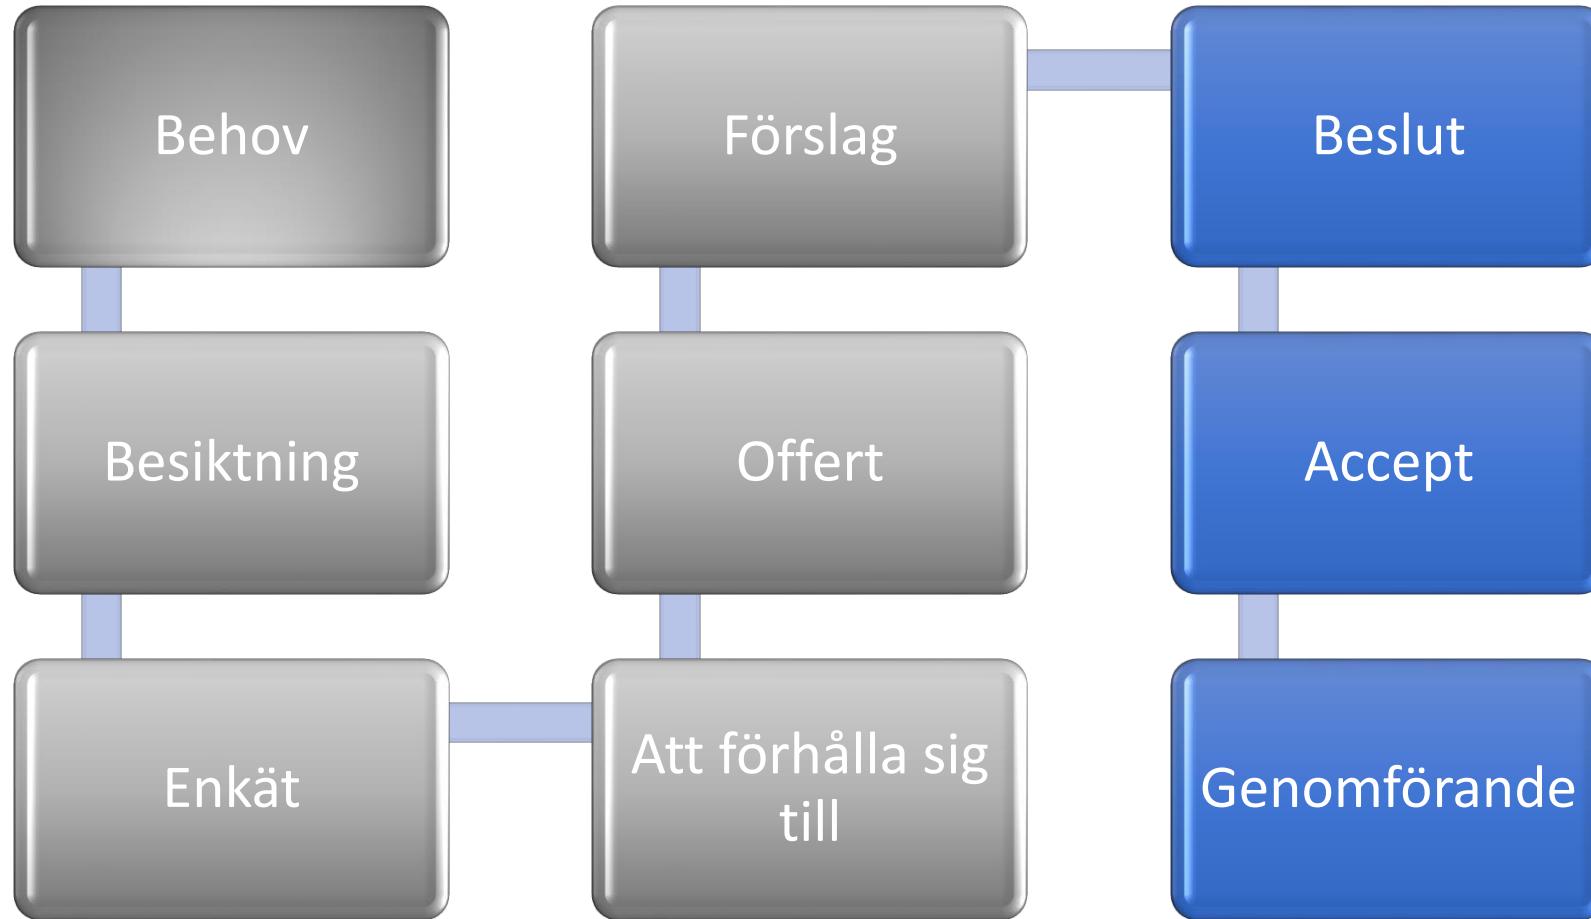 Behov
Besiktning
Enkät
Att förhålla sig
till
Offert
Förslag
Beslut
Accept
Genomförande